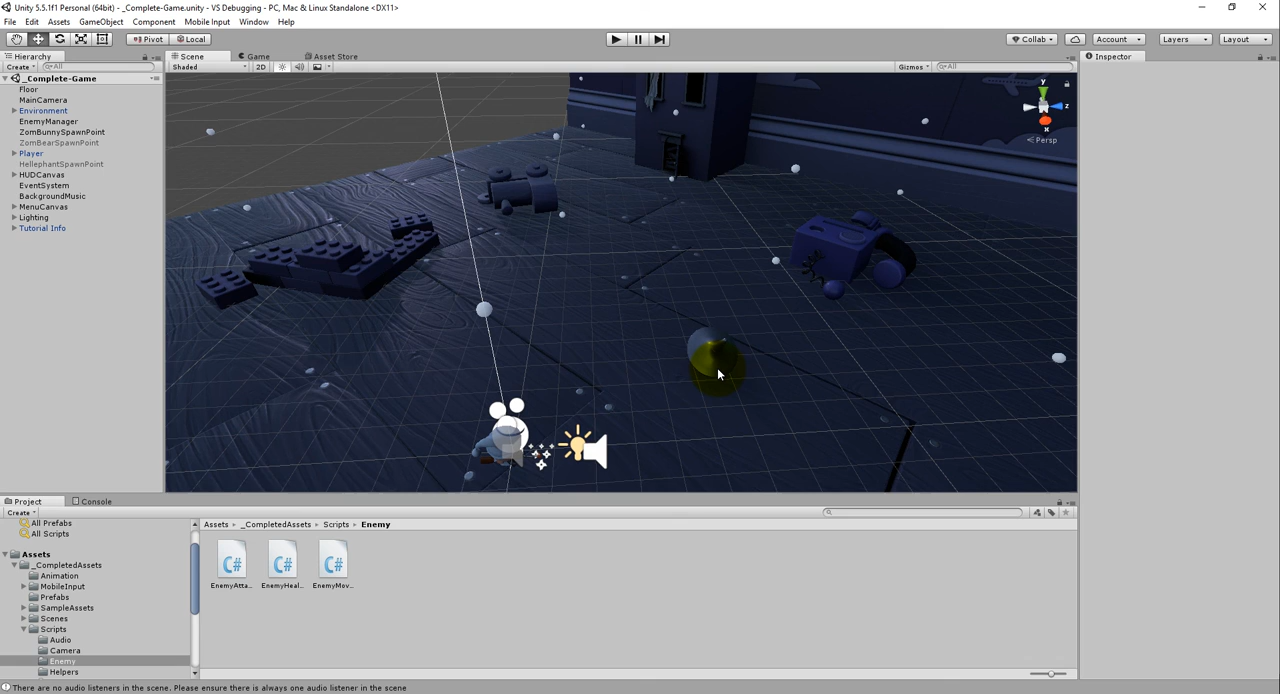 Unity 5.5.1f1 Personal (64bit) - _Complete-Game.unity - VS Debugging - PC, Mac & Linux Standalone <DX11>
File Edit Assets GameObject Component Mobile Input Window Help
Pivot Local Collab Account Layers Layout
Hierarchy Scene Game Asset Store Inspector
Create All Shaded 2D Gizmos All
_Complete-Game
Floor
MainCamera
Environment
EnemyManager
ZomBunnySpawnPoint
ZomBearSpawnPoint
Player
HellephantSpawnPoint
HUDCanvas
EventSystem
BackgroundMusic
MenuCanvas
Lighting
Tutorial Info
y
z
x
Persp
Project Console
Create
All Prefabs
All Scripts
Assets
_CompletedAssets
Animation
MobileInput
Prefabs
SampleAssets
Scenes
Scripts
Audio
Camera
Enemy
Helpers
Assets _CompletedAssets Scripts Enemy
C# C# C#
EnemyAtta... EnemyHeal... EnemyMov...
There are no audio listeners in the scene. Please ensure there is always one audio listener in the scene